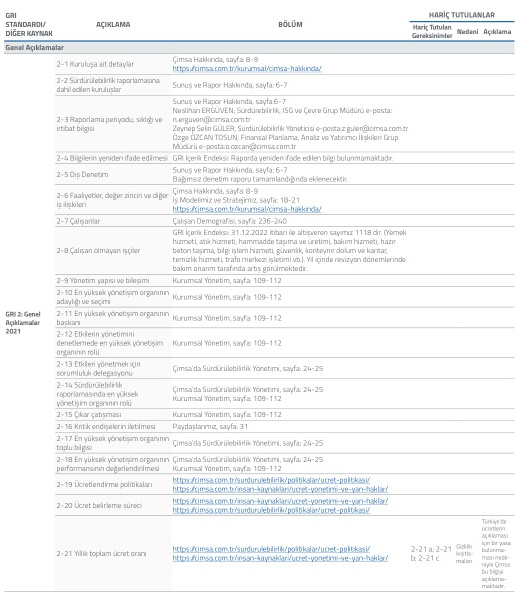 GRI
STANDARDI/
DİĞER KAYNAK
AÇIKLAMA
BÖLÜM
HARİÇ TUTULANLAR
Hariç Tutulan
Gereksinimler
Nedeni
Açıklama
Genel Açıklamalar
GRI 2: Genel
Açıklamalar
2021
2-1 Kuruluşa ait detaylar
Çimsa Hakkında, sayfa: 8-9
https://cimsa.com.tr/kurumsal/cimsa-hakkinda/
2-2 Sürdürülebilirlik raporlamasına
dahil edilen kuruluşlar
Sunuş ve Rapor Hakkında, sayfa: 6-7
2-3 Raporlama periyodu, sıklığı ve
irtibat bilgisi
Sunuş ve Rapor Hakkında, sayfa:6-7
Neslihan ERGÜVEN; Sürdürebilirlik, İSG ve Çevre Grup Müdürü e-posta:
n.erguven@cimsa.com.tr
Zeynep Selin GÜLER, Sürdürülebilirlik Yöneticisi e-posta:z.guler@cimsa.com.tr
Özge ÖZCAN TOSUN; Finansal Planlama, Analiz ve Yatırımcı İlişkileri Grup
Müdürü e-posta:o.ozcan@cimsa.com.tr
2-4 Bilgilerin yeniden ifade edilmesi
GRI İçerik Endeksi: Raporda yeniden ifade edilen bilgi bulunmamaktadır.
2-5 Dış Denetim
Sunuş ve Rapor Hakkında, sayfa: 6-7
Bağımsız denetim raporu tamamlandığında eklenecektir.
2-6 Faaliyetler, değer zinciri ve diğer
iş ilişkileri
Çimsa Hakkında, sayfa: 8-9
İş Modelimiz ve Stratejimiz, sayfa: 18-21
https://cimsa.com.tr/kurumsal/cimsa-hakkinda/
2-7 Çalışanlar
Çalışan Demografisi, sayfa: 236-240
2-8 Çalışan olmayan işçiler
GRI İçerik Endeksi: 31.12.2022 itibarı ile altişveren sayımız 1118 dir. (Yemek
hizmeti, atık hizmeti, hammadde taşıma ve üretimi, bakım hizmeti, hazır
beton taşıma, bilgi işlem hizmeti, güvenlik, konteynır dolum ve kantar,
temizlik hizmeti, trafo merkezi işletimi vb.). Yıl içinde revizyon dönemlerinde
bakım onarım tarafında artış görülmektedir.
2-9 Yönetim yapısı ve bileşimi
Kurumsal Yönetim, sayfa: 109-112
2-10 En yüksek yönetişim organının
adaylığı ve seçimi
Kurumsal Yönetim, sayfa: 109-112
2-11 En yüksek yönetişim organının
başkanı
Kurumsal Yönetim, sayfa: 109-112
2-12 Etkilerin yönetimini
denetlemede en yüksek yönetişim
organının rolü
Kurumsal Yönetim, sayfa: 109-112
2-13 Etkileri yönetmek için
sorumluluk delegasyonu
Çimsa'da Sürdürülebilirlik Yönetimi, sayfa: 24-25
2-14 Sürdürülebilirlik
raporlamasında en yüksek
yönetişim organının rolü
Çimsa'da Sürdürülebilirlik Yönetimi, sayfa: 24-25
Kurumsal Yönetim, sayfa: 109-112
2-15 Çıkar çatışması
Kurumsal Yönetim, sayfa: 109-112
2-16 Kritik endişelerin iletilmesi
Paydaşlarımız, sayfa: 31
2-17 En yüksek yönetişim organının
toplu bilgisi
Çimsa'da Sürdürülebilirlik Yönetimi, sayfa: 24-25
2-18 En yüksek yönetişim organının
performansının değerlendirilmesi
Çimsa'da Sürdürülebilirlik Yönetimi, sayfa: 24-25
Kurumsal Yönetim, sayfa: 109-112
2-19 Ücretlendirme politikaları
https://cimsa.com.tr/surdurulebilirlik/politikalar/ucret-politikasi/
https://cimsa.com.tr/insan-kaynaklari/ucret-yonetimi-ve-yan-haklar/
2-20 Ücret belirleme süreci
https://cimsa.com.tr/insan-kaynaklari/ucret-yonetimi-ve-yan-haklar/
https://cimsa.com.tr/surdurulebilirlik/politikalar/ucret-politikasi/
2-21 Yıllık toplam ücret oranı
https://cimsa.com.tr/surdurulebilirlik/politikalar/ucret-politikasi/
https://cimsa.com.tr/insan-kaynaklari/ucret-yonetimi-ve-yan-haklar/
2-21 a; 2-21
b; 2-21 c
Gizlilik
kısıtla-
maları
Türkiye'de
ücretlerin
açıklaması
için bir yasa
bulunma-
ması nede-
niyle Çimsa
bu bilgiyi
açıklama-
maktadır.